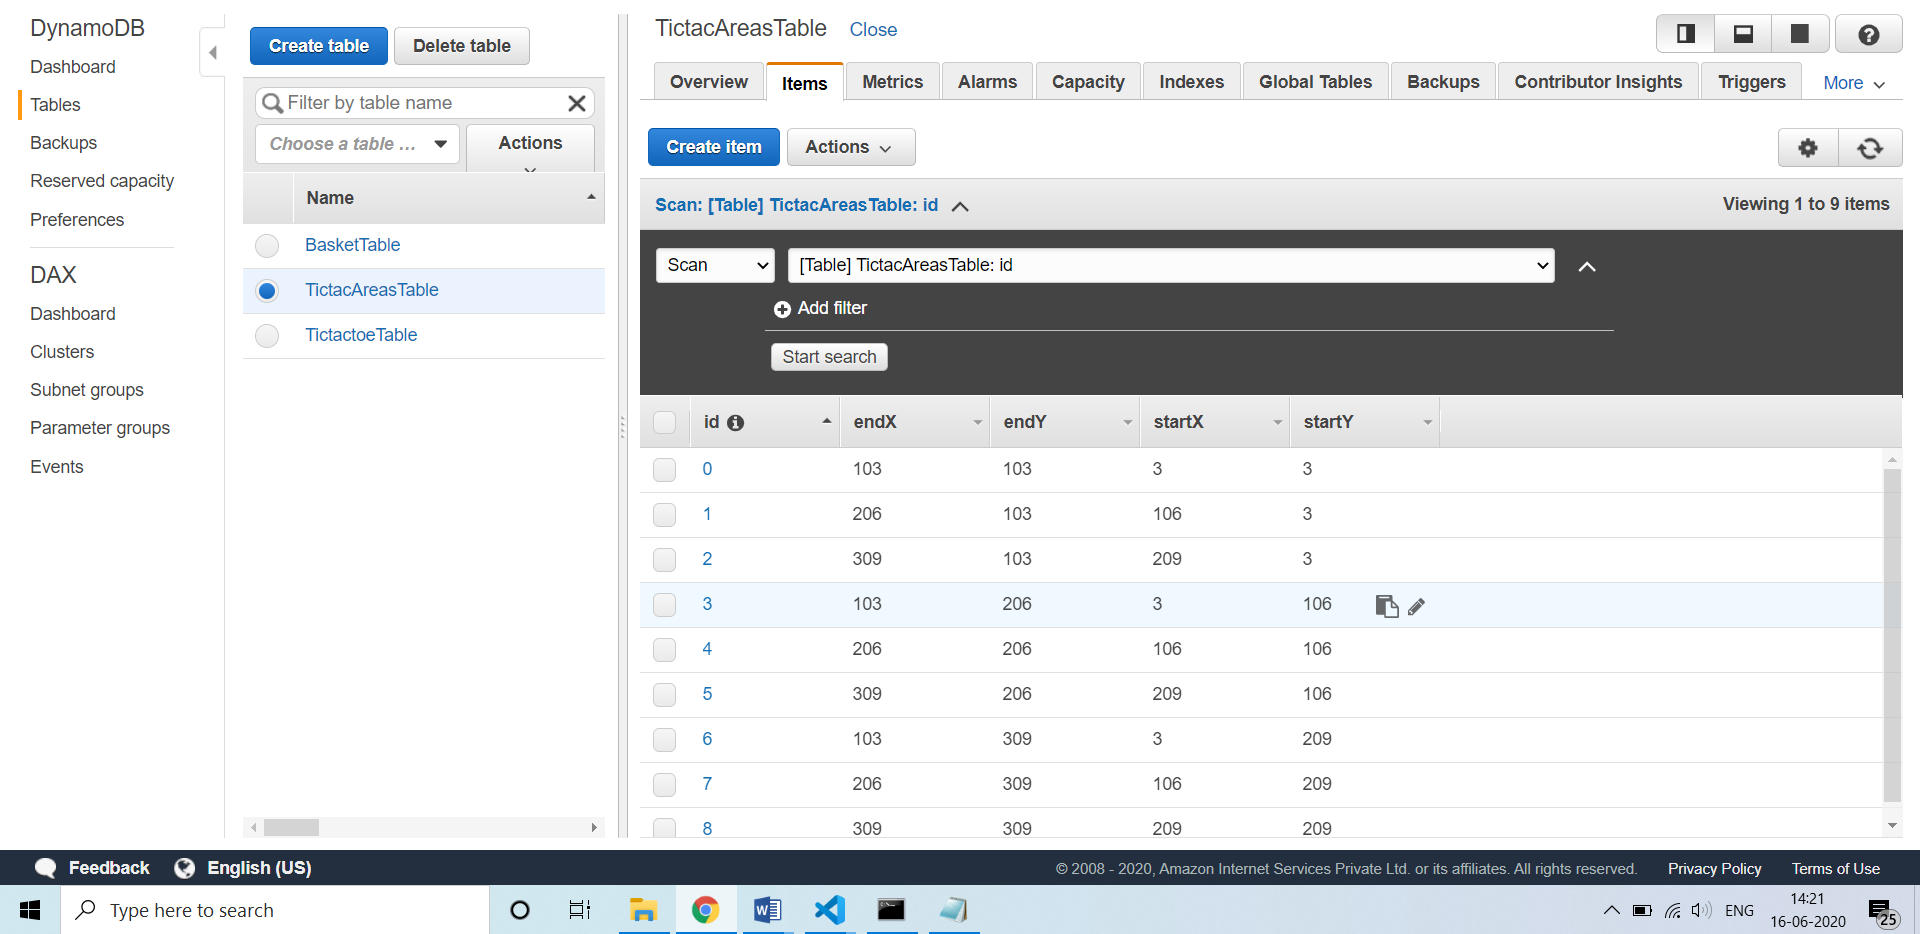 DynamoDB
Dashboard
Tables
Backups
Reserved capacity
Preferences
DAX
Dashboard
Clusters
Subnet groups
Parameter groups
Events
Create table Delete table
Filter by table name
Choose a table ... Actions
Name
BasketTable
TictacAreasTable
TictactoeTable
TictacAreasTable Close
Overview Items Metrics Alarms Capacity Indexes Global Tables Backups Contributor Insights Triggers More
Create item Actions
Scan: [Table] TictacAreasTable: id Viewing 1 to 9 items
Scan [Table] TictacAreasTable: id
Add filter
Start search
id endX endY startX startY
0 103 103 3 3
1 206 103 106 3
2 309 103 209 3
3 103 206 3 106
4 206 206 106 106
5 309 206 209 106
6 103 309 3 209
7 206 309 106 209
8 309 309 209 209
Feedback English (US) © 2008 - 2020, Amazon Internet Services Private Ltd. or its affiliates. All rights reserved. Privacy Policy Terms of Use
Type here to search ENG 14:21
16-06-2020 25